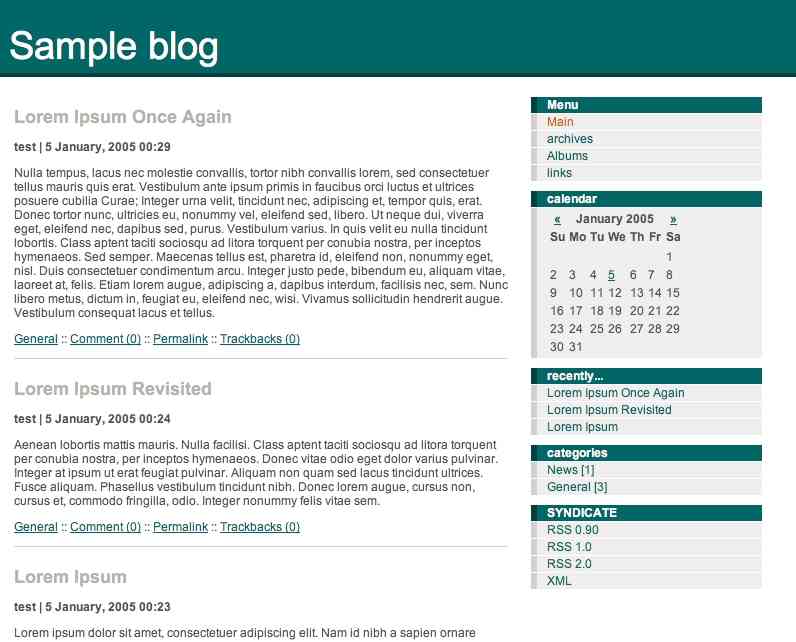 Sample blog
Lorem Ipsum Once Again
test | 5 January, 2005 00:29
Nulla tempus, lacus nec molestie convallis, tortor nibh convallis lorem, sed consectetuer
tellus mauris quis erat. Vestibulum ante ipsum primis in faucibus orci luctus et ultrices
posuere cubilia Curae; Integer urna velit, tincidunt nec, adipiscing et, tempor quis, erat.
Donec tortor nunc, ultricies eu, nonummy vel, eleifend sed, libero. Ut neque dui, viverra
eget, eleifend nec, dapibus sed, purus. Vestibulum varius. In quis velit eu nulla tincidunt
lobortis. Class aptent taciti sociosqu ad litora torquent per conubia nostra, per inceptos
hymenaeos. Sed semper. Maecenas tellus est, pharetra id, eleifend non, nonummy eget,
nisl. Duis consectetuer condimentum arcu. Integer justo pede, bibendum eu, aliquam vitae,
laoreet at, felis. Etiam lorem augue, adipiscing a, dapibus interdum, facilisis nec, sem. Nunc
libero metus, dictum in, feugiat eu, eleifend nec, wisi. Vivamus sollicitudin hendrerit augue.
Vestibulum consequat lacus et tellus.
General :: Comment (0) :: Permalink :: Trackbacks (0)
Lorem Ipsum Revisited
test | 5 January, 2005 00:24
Aenean lobortis mattis mauris. Nulla facilisi. Class aptent taciti sociosqu ad litora torquent
per conubia nostra, per inceptos hymenaeos. Donec vitae odio eget dolor varius pulvinar.
Integer at ipsum ut erat feugiat pulvinar. Aliquam non quam sed lacus tincidunt ultrices.
Fusce aliquam. Phasellus vestibulum tincidunt nibh. Donec lorem augue, cursus non,
cursus et, commodo fringilla, odio. Integer nonummy felis vitae sem.
General :: Comment (0) :: Permalink :: Trackbacks (0)
Lorem Ipsum
test | 5 January, 2005 00:23
Lorem ipsum dolor sit amet, consectetuer adipiscing elit. Nam id nibh a sapien ornare
Menu
Main
archives
Albums
links
calendar
« January 2005 »
Su Mo Tu We Th Fr Sa
1
2 3 4 5 6 7 8
9 10 11 12 13 14 15
16 17 18 19 20 21 22
23 24 25 26 27 28 29
30 31
recently...
Lorem Ipsum Once Again
Lorem Ipsum Revisited
Lorem Ipsum
categories
News [1]
General [3]
SYNDICATE
RSS 0.90
RSS 1.0
RSS 2.0
XML